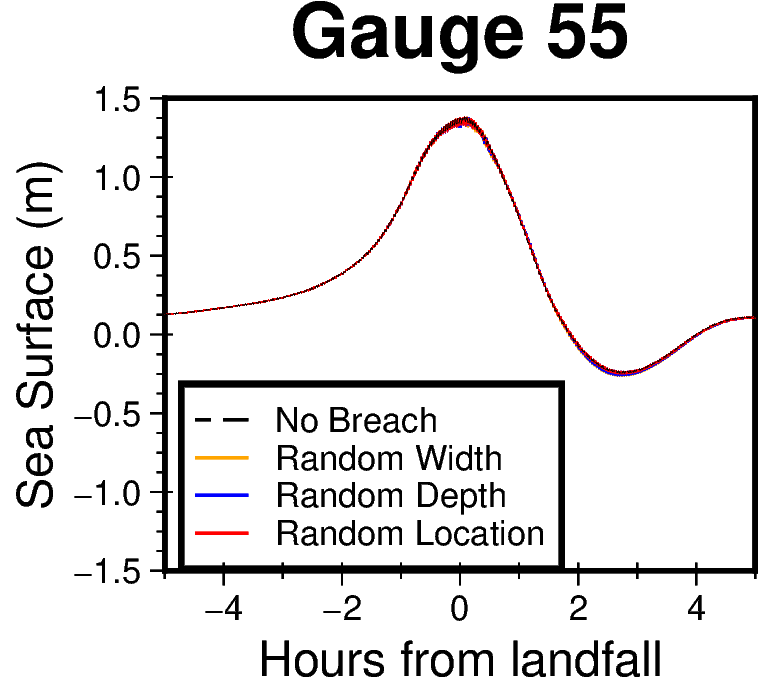 Gauge 55
1.5
1.0
0.5
0.0
−0.5
−1.0
−1.5
Sea Surface (m)
No Breach
Random Width
Random Depth
Random Location
−4 −2 0 2 4
Hours from landfall